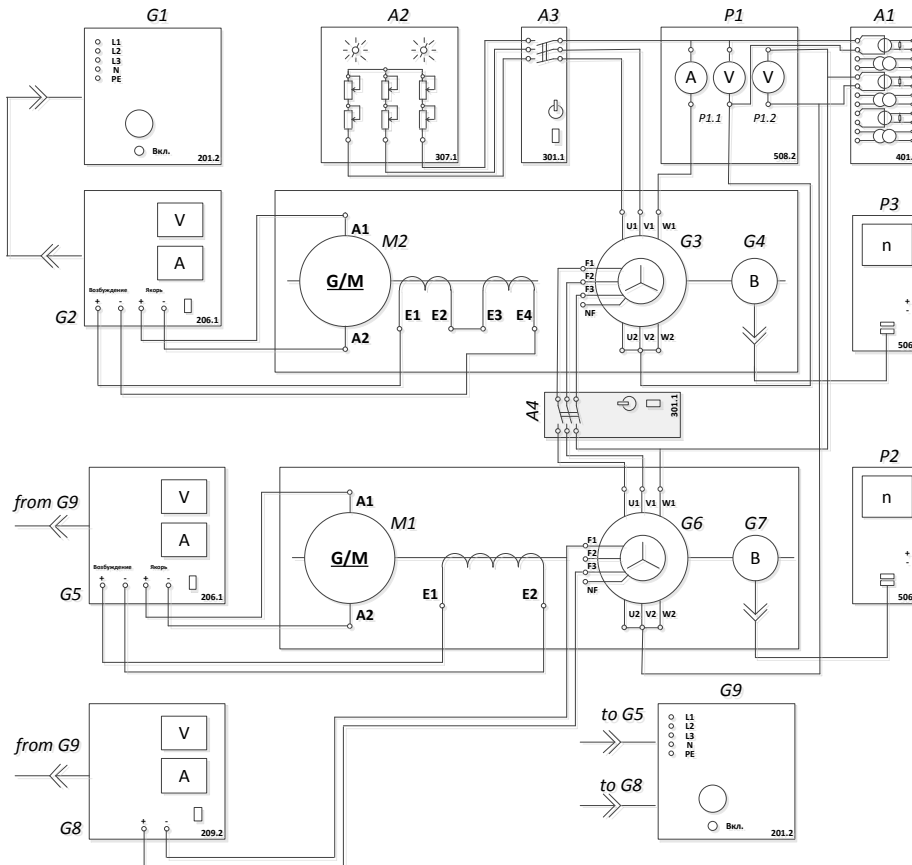 G1
A2
A3
P1
A1
L1
L2
L3
N
PE
Вкл.
201.2
307.1
301.1
A
V
V
P1.1
P1.2
508.2
401.
V
A
Возбуждение
Якорь
+
-
+
-
G2
206.1
A1
M2
G/M
A2
E1
E2
E3
E4
U1
V1
W1
G3
F1
F2
F3
NF
U2
V2
W2
G4
B
P3
n
+
-
506
A4
301.1
from G9
V
A
Возбуждение
Якорь
+
-
+
-
G5
206.1
A1
M1
G/M
A2
E1
E2
U1
V1
W1
G6
F1
F2
F3
NF
U2
V2
W2
G7
B
P2
n
+
-
506
from G9
V
A
+
-
G8
209.2
G9
to G5
to G8
L1
L2
L3
N
PE
Вкл.
201.2